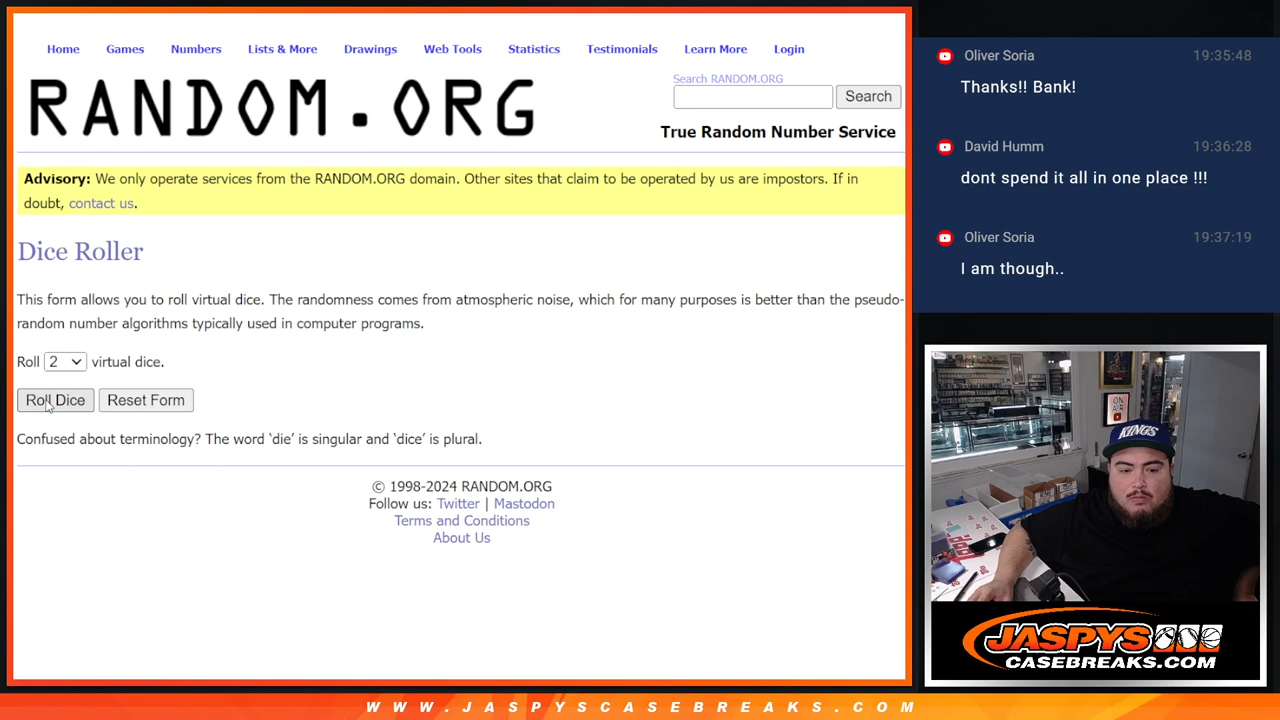 Home Games Numbers Lists & More Drawings Web Tools Statistics Testimonials Learn More Login
RANDOM.ORG
Search RANDOM.ORG
Search
True Random Number Service
Advisory: We only operate services from the RANDOM.ORG domain. Other sites that claim to be operated by us are impostors. If in
doubt, contact us.
Dice Roller
This form allows you to roll virtual dice. The randomness comes from atmospheric noise, which for many purposes is better than the pseudo-
random number algorithms typically used in computer programs.
Roll 2 virtual dice.
Roll Dice Reset Form
Confused about terminology? The word ‘die’ is singular and ‘dice’ is plural.
© 1998-2024 RANDOM.ORG
Follow us: Twitter | Mastodon
Terms and Conditions
About Us
Oliver Soria 19:35:48
Thanks!! Bank!
David Humm 19:36:28
dont spend it all in one place !!!
Oliver Soria 19:37:19
I am though..
ON
AIR
KINGS
JASPYS
CASEBREAKS.COM
WWW.JASPYSCASEBREAKS.COM